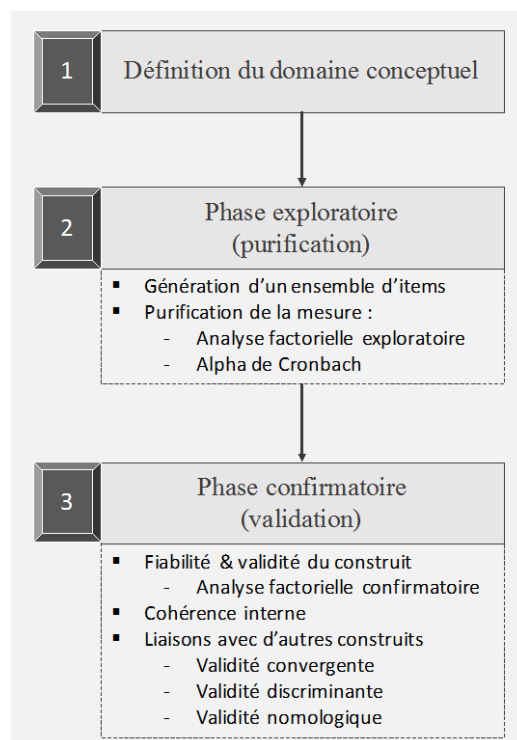 1
Définition du domaine conceptuel
2
Phase exploratoire
(purification)
▪ Génération d'un ensemble d'items
▪ Purification de la mesure :
- Analyse factorielle exploratoire
- Alpha de Cronbach
3
Phase confirmatoire
(validation)
▪ Fiabilité & validité du construit
- Analyse factorielle confirmatoire
▪ Cohérence interne
▪ Liaisons avec d'autres construits
- Validité convergente
- Validité discriminante
- Validité nomologique